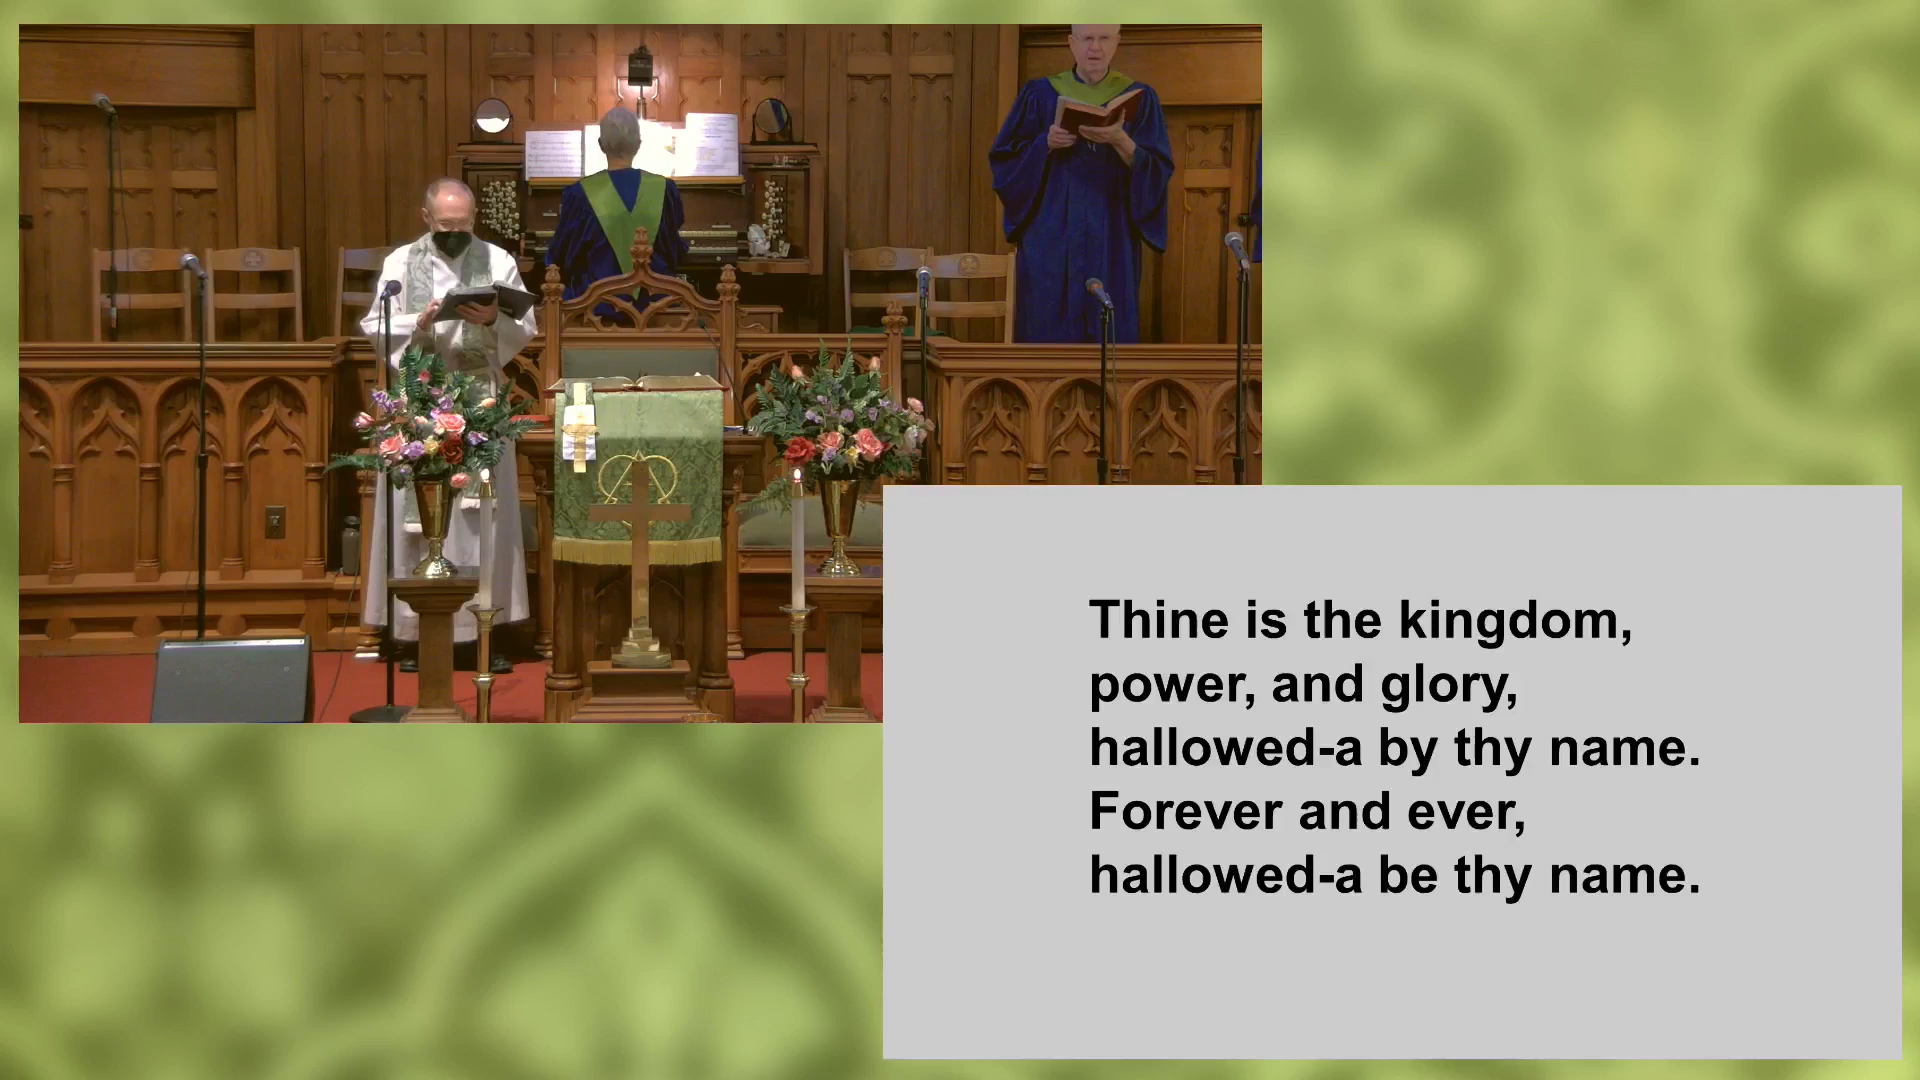 Thine is the kingdom,
power, and glory,
hallowed-a by thy name.
Forever and ever,
hallowed-a be thy name.